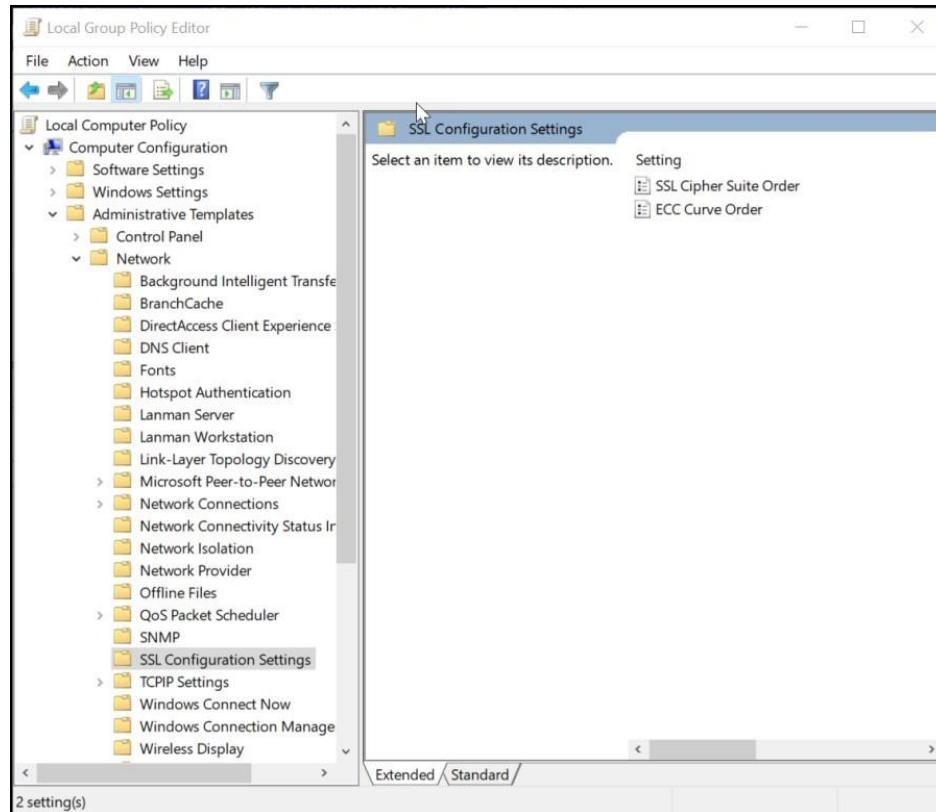 Local Group Policy Editor
File Action View Help
Local Computer Policy
Computer Configuration
Software Settings
Windows Settings
Administrative Templates
Control Panel
Network
Background Intelligent Transfe
BranchCache
DirectAccess Client Experience
DNS Client
Fonts
Hotspot Authentication
Lanman Server
Lanman Workstation
Link-Layer Topology Discovery
Microsoft Peer-to-Peer Networ
Network Connections
Network Connectivity Status Ir
Network Isolation
Network Provider
Offline Files
QoS Packet Scheduler
SNMP
SSL Configuration Settings
TCPIP Settings
Windows Connect Now
Windows Connection Manage
Wireless Display
SSL Configuration Settings
Select an item to view its description.
Setting
SSL Cipher Suite Order
ECC Curve Order
Extended Standard
2 setting(s)